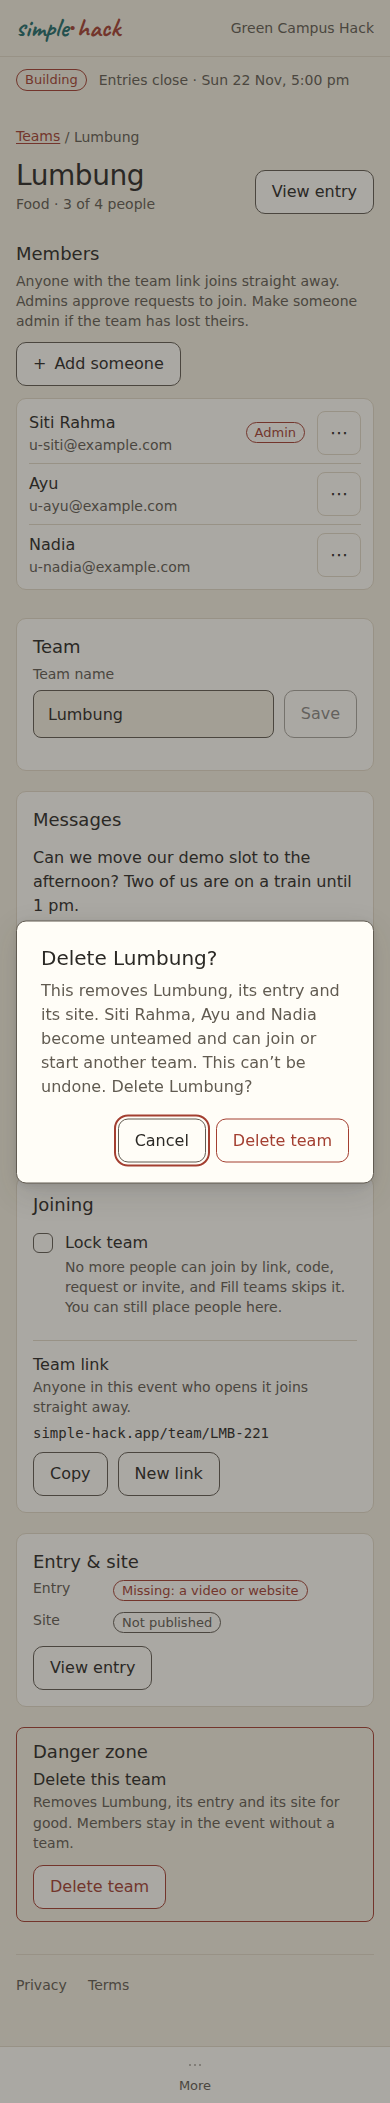 simple hack
Green Campus Hack
Building
Entries close · Sun 22 Nov, 5:00 pm
Teams / Lumbung
Lumbung
Food · 3 of 4 people
View entry
Members
Anyone with the team link joins straight away.
Admins approve requests to join. Make someone
admin if the team has lost theirs.
+ Add someone
Siti Rahma
u-siti@example.com
Admin
...
Ayu
u-ayu@example.com
...
Nadia
u-nadia@example.com
...
Team
Team name
Lumbung
Save
Messages
Can we move our demo slot to the
afternoon? Two of us are on a train until
1 pm.
Delete Lumbung?
This removes Lumbung, its entry and
its site. Siti Rahma, Ayu and Nadia
become unteamed and can join or
start another team. This can’t be
undone. Delete Lumbung?
Cancel
Delete team
Joining
Lock team
No more people can join by link, code,
request or invite, and Fill teams skips it.
You can still place people here.
Team link
Anyone in this event who opens it joins
straight away.
simple-hack.app/team/LMB-221
Copy
New link
Entry & site
Entry
Missing: a video or website
Site
Not published
View entry
Danger zone
Delete this team
Removes Lumbung, its entry and its site for
good. Members stay in the event without a
team.
Delete team
Privacy
Terms
...
More